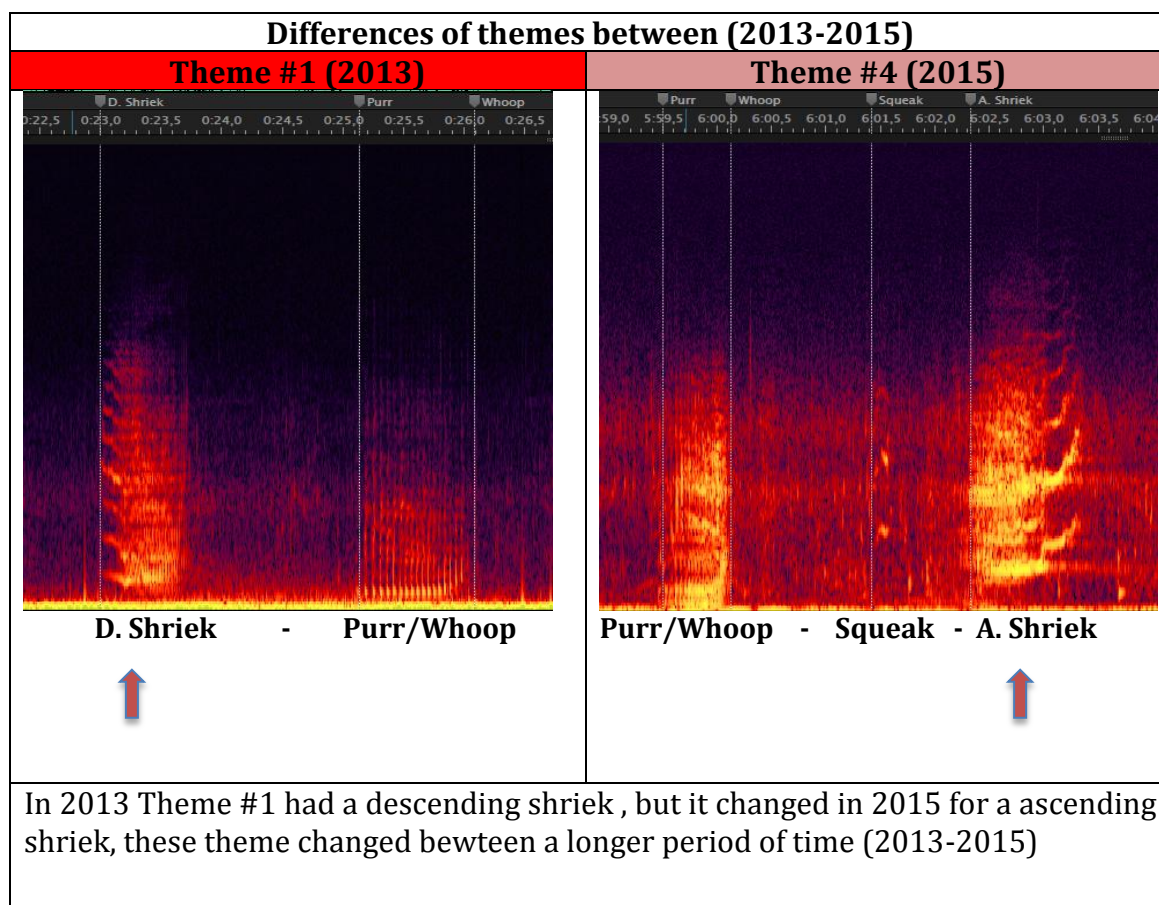 Differences of themes between (2013-2015)
Theme #1 (2013)
Theme #4 (2015)
D. Shriek Purr Whoop
0:22,5 0:23,0 0:23,5 0:24,0 0:24,5 0:25,0 0:25,5 0:26,0 0:26,5
Purr Whoop Squeak A. Shriek
:59,0 5:59,5 6:00,0 6:00,5 6:01,0 6:01,5 6:02,0 6:02,5 6:03,0 6:03,5 6:04
D. Shriek - Purr/Whoop
Purr/Whoop - Squeak - A. Shriek
In 2013 Theme #1 had a descending shriek , but it changed in 2015 for a ascending
shriek, these theme changed bewteen a longer period of time (2013-2015)